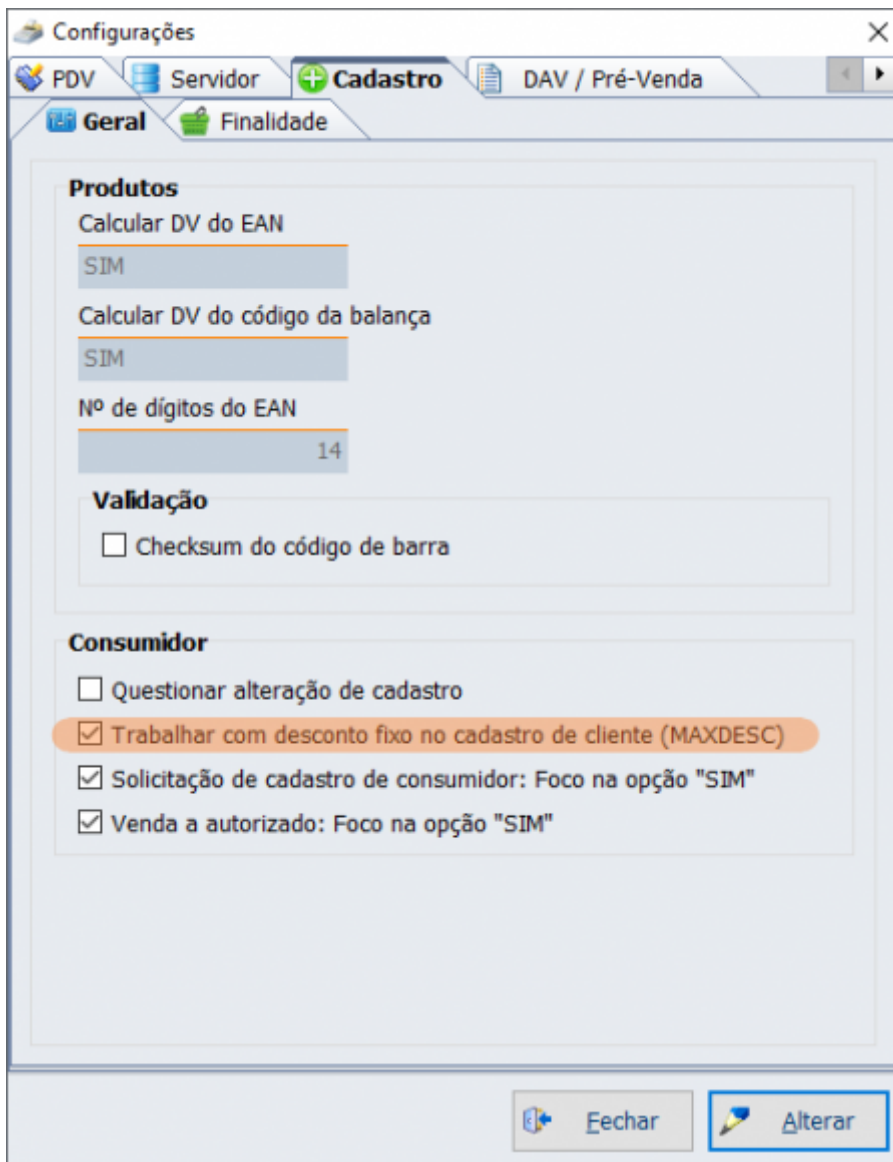 Configurações
PDV Servidor Cadastro DAV / Pré-Venda
Geral Finalidade
Produtos
Calcular DV do EAN
SIM
Calcular DV do código da balança
SIM
Nº de dígitos do EAN
14
Validação
Checksum do código de barra
Consumidor
Questionar alteração de cadastro
Trabalhar com desconto fixo no cadastro de cliente (MAXDESC)
Solicitação de cadastro de consumidor: Foco na opção "SIM"
Venda a autorizado: Foco na opção "SIM"
Fechar Alterar